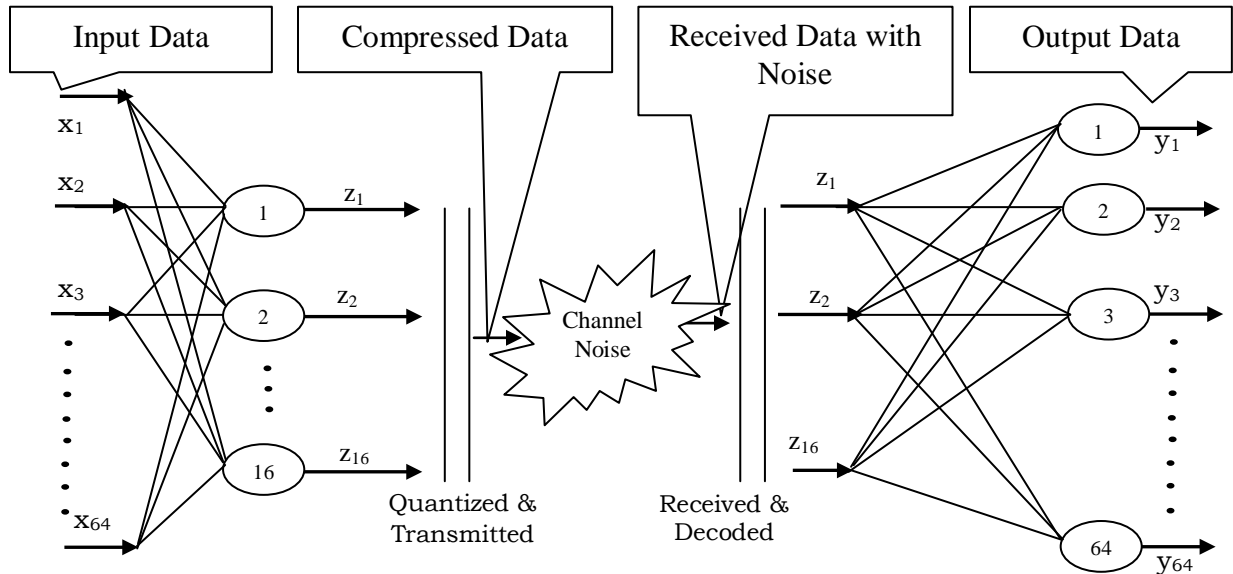 Input Data
Compressed Data
Received Data with
Noise
Output Data
x1
x2
x3
x64
1
2
16
z1
z2
z16
Quantized &
Transmitted
Channel
Noise
Received &
Decoded
z1
z2
z16
1
2
3
64
y1
y2
y3
y64